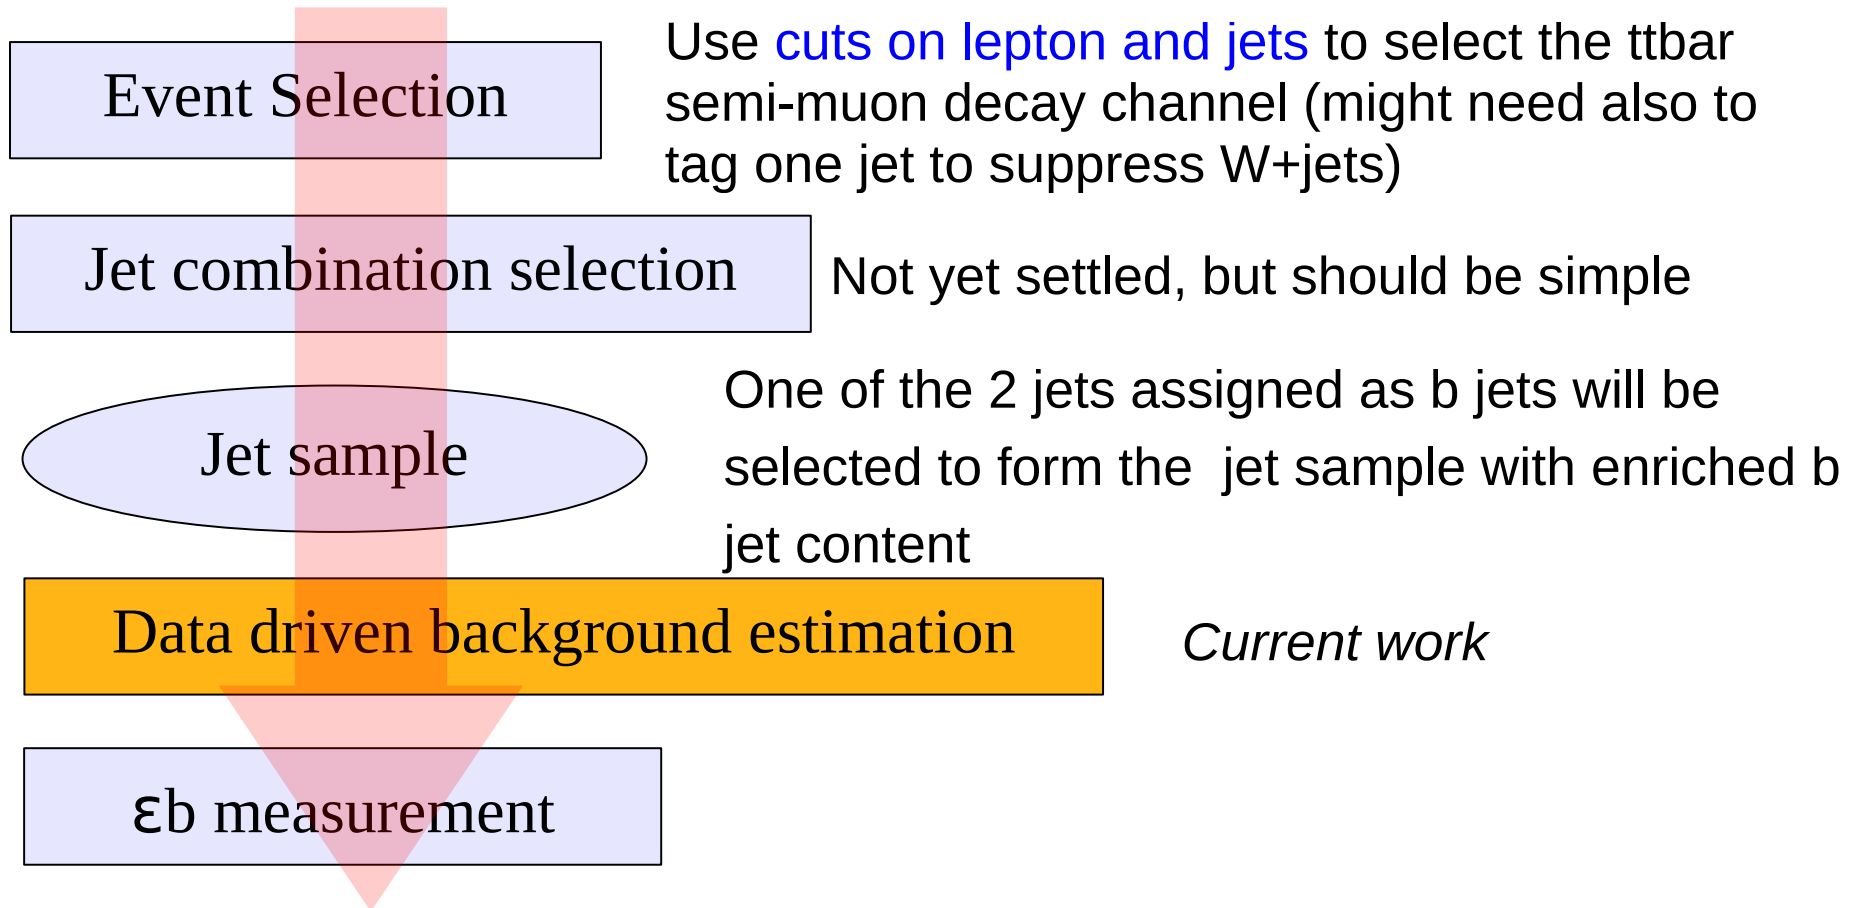 Event Selection
Use cuts on lepton and jets to select the ttbar
semi-muon decay channel (might need also to
tag one jet to suppress W+jets)
Jet combination selection
Not yet settled, but should be simple
Jet sample
One of the 2 jets assigned as b jets will be
selected to form the  jet sample with enriched b
jet content
Data driven background estimation
Current work
εb measurement